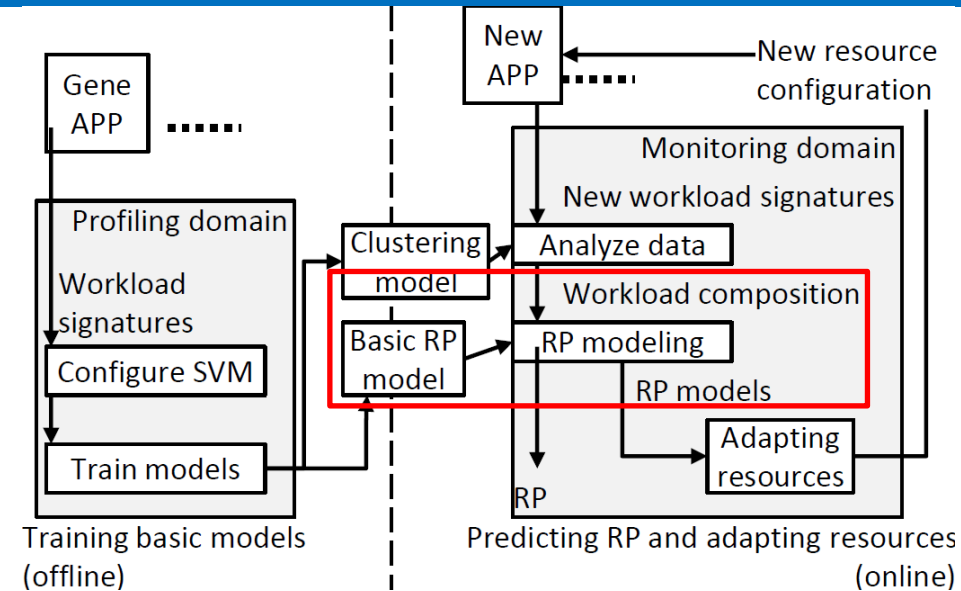 Gene
APP
Profiling domain
Workload
signatures
Configure SVM
Train models
Training basic models
(offline)
Clustering
model
Basic RP
model
New
APP
New resource
configuration
Monitoring domain
New workload signatures
Analyze data
Workload composition
RP modeling
RP models
Adapting
resources
RP
Predicting RP and adapting resources
(online)